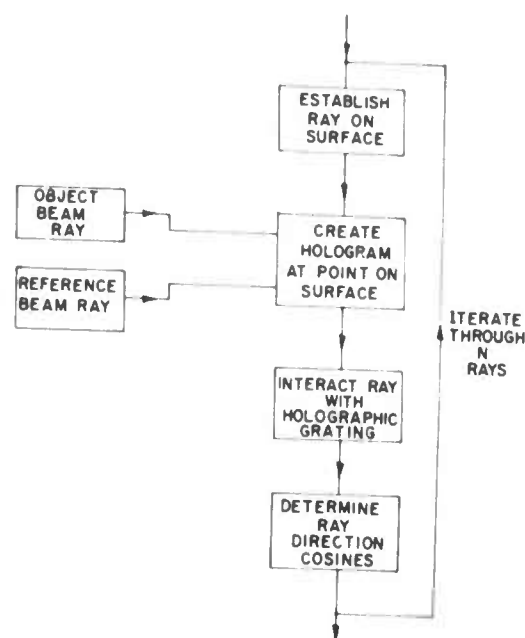 ESTABLISH
RAY ON
SURFACE
OBJECT
BEAM
RAY
REFERENCE
BEAM RAY
CREATE
HOLOGRAM
AT POINT ON
SURFACE
ITERATE
THROUGH
N
RAYS
INTERACT RAY
WITH
HOLOGRAPHIC
GRATING
DETERMINE
RAY
DIRECTION
COSINES